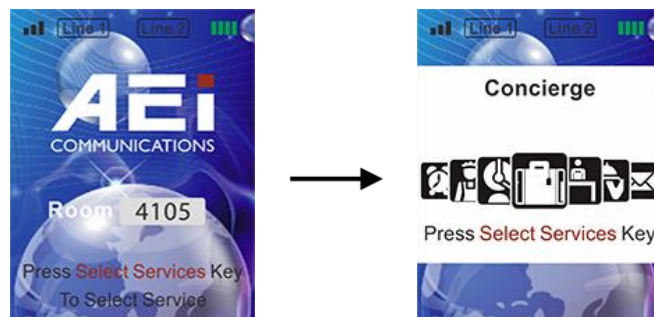 Line 1 Line 2
AEi
COMMUNICATIONS
Room 4105
Press Select Services Key
To Select Service
Line 1 Line 2
Concierge
Press Select Services Key